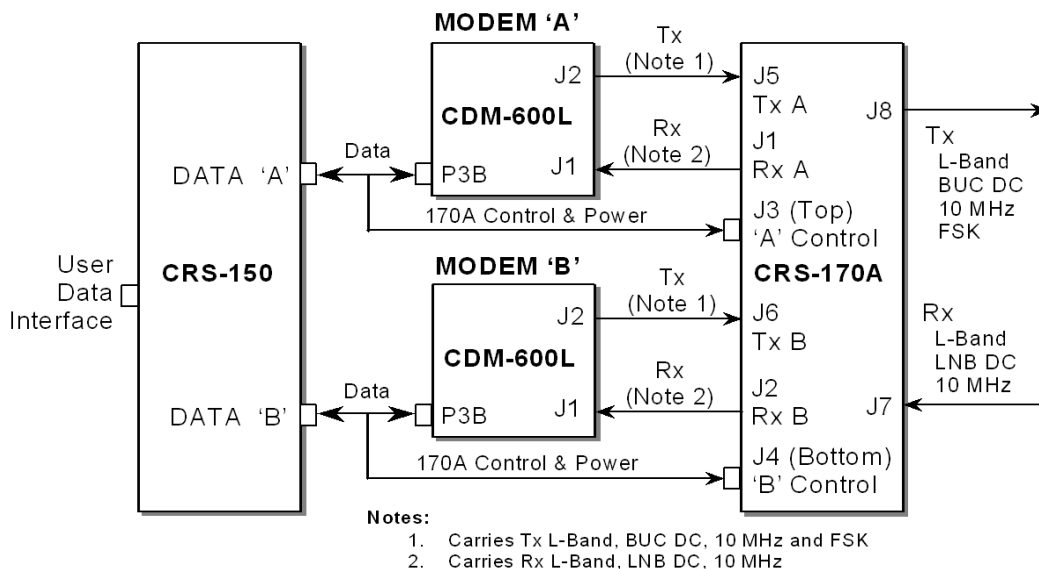 MODEM ‘A’
Tx
(Note 1)
J2
J5
Tx A
J8
CDM-600L
Rx
(Note 2)
J1
Rx A
Tx
L-Band
BUC DC
10 MHz
FSK
Data
DATA ‘A’
P3B
J1
170A Control & Power
J3 (Top)
‘A’ Control
User
Data
Interface
CRS-150
MODEM ‘B’
CRS-170A
Tx
(Note 1)
J2
J6
Tx B
CDM-600L
Rx
(Note 2)
J2
Rx B
Rx
L-Band
LNB DC
10 MHz
J7
Data
DATA ‘B’
P3B
J1
170A Control & Power
J4 (Bottom)
‘B’ Control
Notes:
1. Carries Tx L-Band, BUC DC, 10 MHz and FSK
2. Carries Rx L-Band, LNB DC, 10 MHz